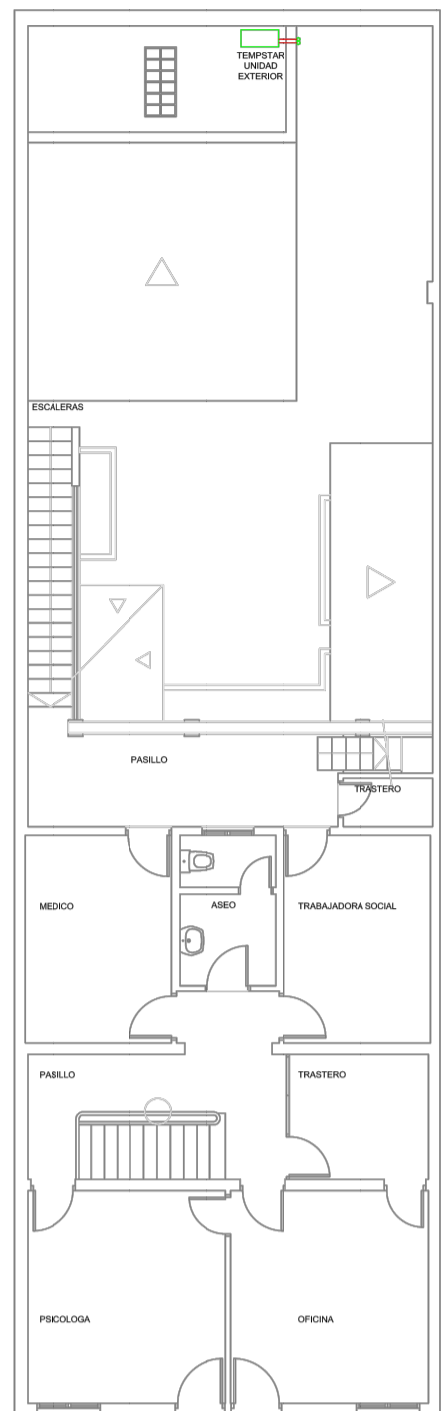 TEMPSTAR
UNIDAD
EXTERIOR
ESCALERAS
PASILLO
TRASTERO
MEDICO
ASEO
TRABAJADORA SOCIAL
PASILLO
TRASTERO
PSICOLOGA
OFICINA